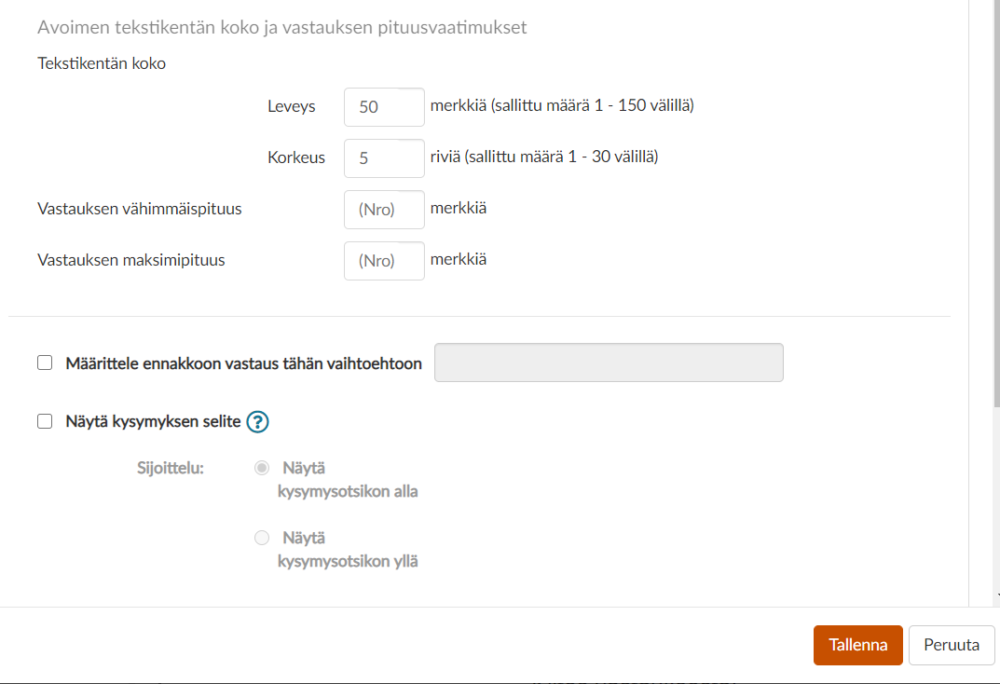 Avoimen tekstikentän koko ja vastauksen pituusvaatimukset
Tekstikentän koko
Leveys 50 merkkiä (sallittu määrä 1 - 150 välillä)
Korkeus 5 riviä (sallittu määrä 1 - 30 välillä)
Vastauksen vähimmäispituus (Nro) merkkiä
Vastauksen maksimipituus (Nro) merkkiä
Määrittele ennakkoon vastaus tähän vaihtoehtoon
Näytä kysymyksen selite ?
Sijoittelu: Näytä
kysymysotsikon alla
Näytä
kysymysotsikon yllä
Tallenna Peruuta